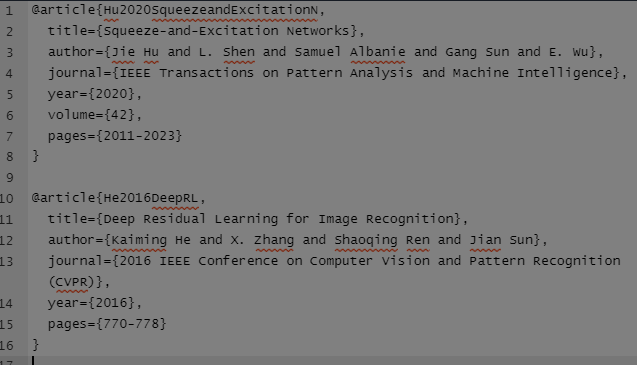 1 @article{Hu2020SqueezeandExcitationN,
2 title={Squeeze-and-Excitation Networks},
3 author={Jie Hu and L. Shen and Samuel Albanie and Gang Sun and E. Wu},
4 journal={IEEE Transactions on Pattern Analysis and Machine Intelligence},
5 year={2020},
6 volume={42},
7 pages={2011-2023}
8 }
9
10 @article{He2016DeepRL,
11 title={Deep Residual Learning for Image Recognition},
12 author={Kaiming He and X. Zhang and Shaoqing Ren and Jian Sun},
13 journal={2016 IEEE Conference on Computer Vision and Pattern Recognition
(CVPR)},
14 year={2016},
15 pages={770-778}
16 }
17